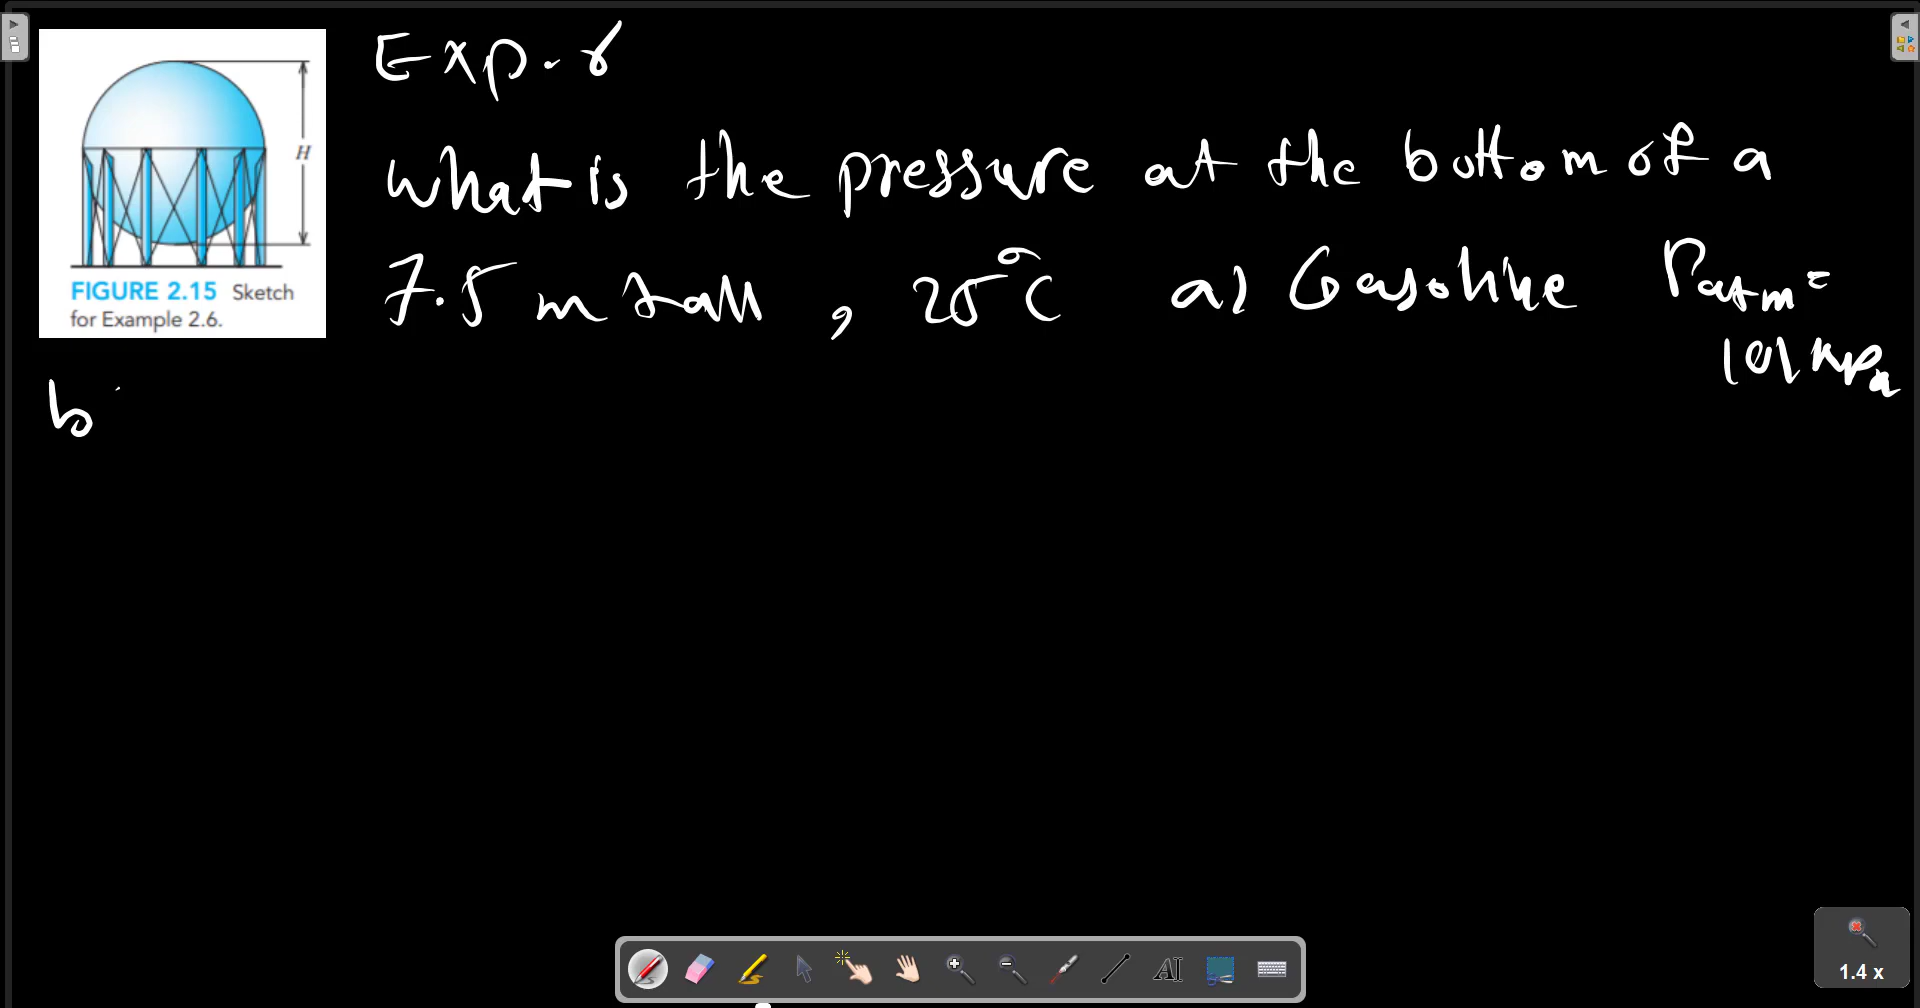 Exp. 6
What is the pressure at the bottom of a
7.5 m tall, 25°C a) Gasoline Patm =
101 kPa
H
FIGURE 2.15 Sketch
for Example 2.6.
b
1.4 x